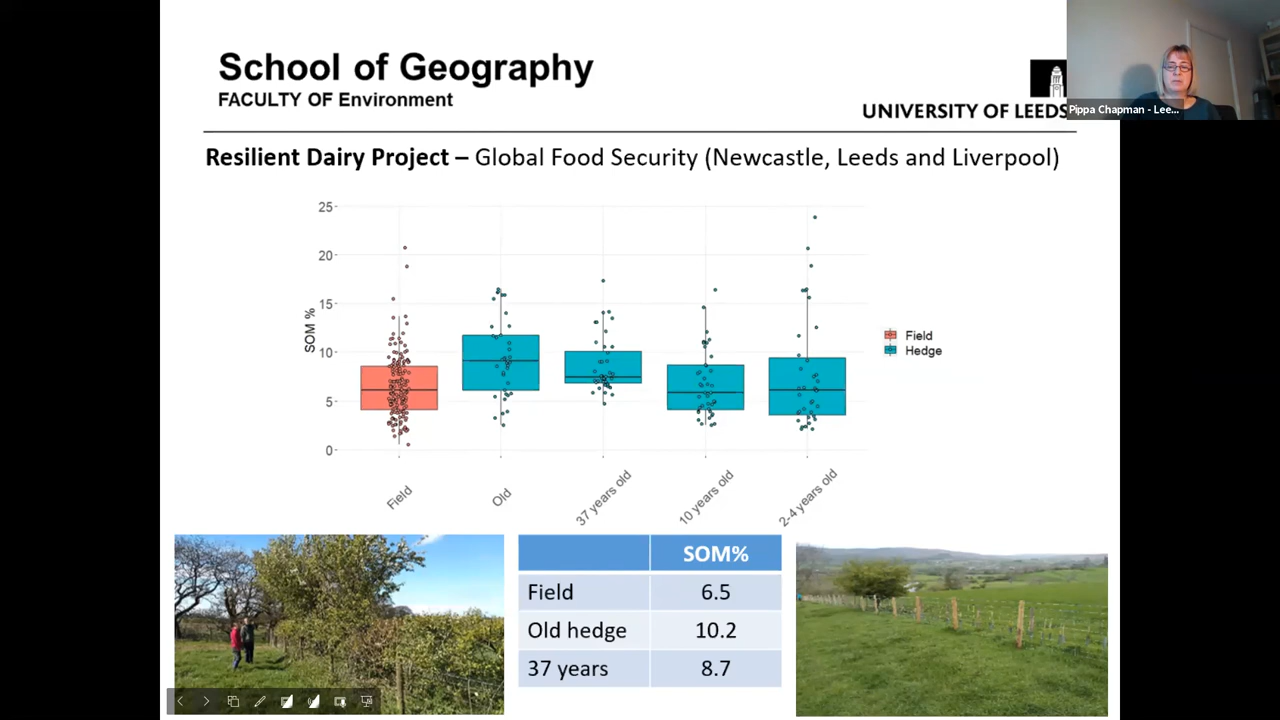 School of Geography
FACULTY OF Environment
UNIVERSITY OF LEEDS
Pippa Chapman - Lee...
Resilient Dairy Project – Global Food Security (Newcastle, Leeds and Liverpool)
25
20
15
10
5
0
SOM %
Field
Old
37 years old
10 years old
2-4 years old
Field
Hedge
SOM%
Field 6.5
Old hedge 10.2
37 years 8.7